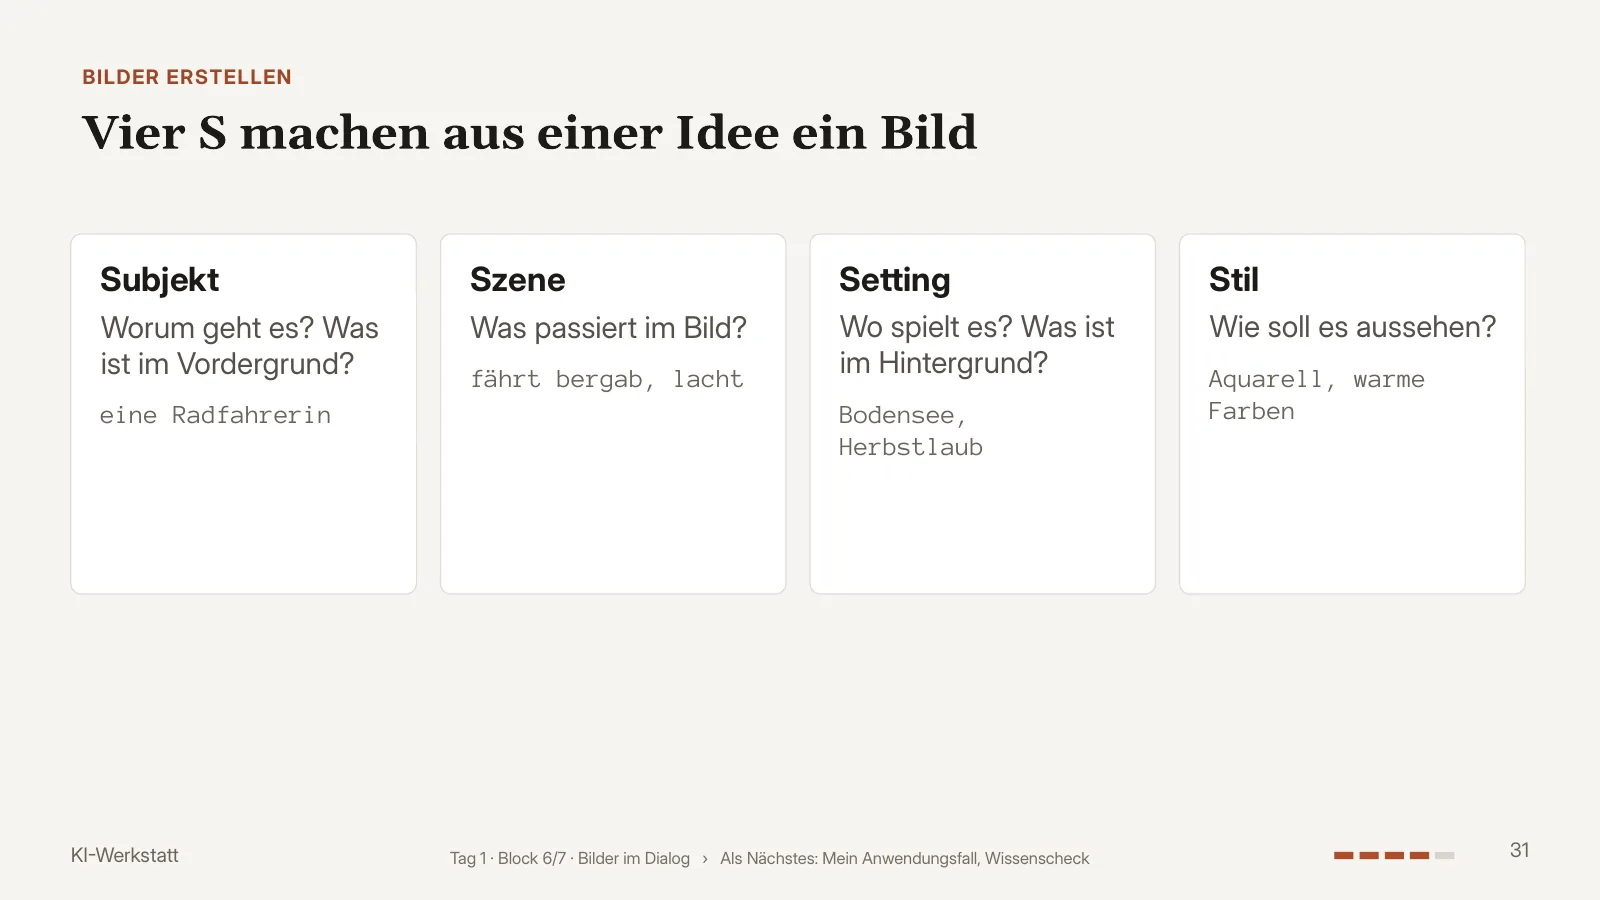 BILDER ERSTELLEN
Vier S machen aus einer Idee ein Bild
Subjekt
Worum geht es? Was
ist im Vordergrund?
eine Radfahrerin
Szene
Was passiert im Bild?
fährt bergab, lacht
Setting
Wo spielt es? Was ist
im Hintergrund?
Bodensee,
Herbstlaub
Stil
Wie soll es aussehen?
Aquarell, warme
Farben
KI-Werkstatt
Tag 1 · Block 6/7 · Bilder im Dialog › Als Nächstes: Mein Anwendungsfall, Wissenscheck
31